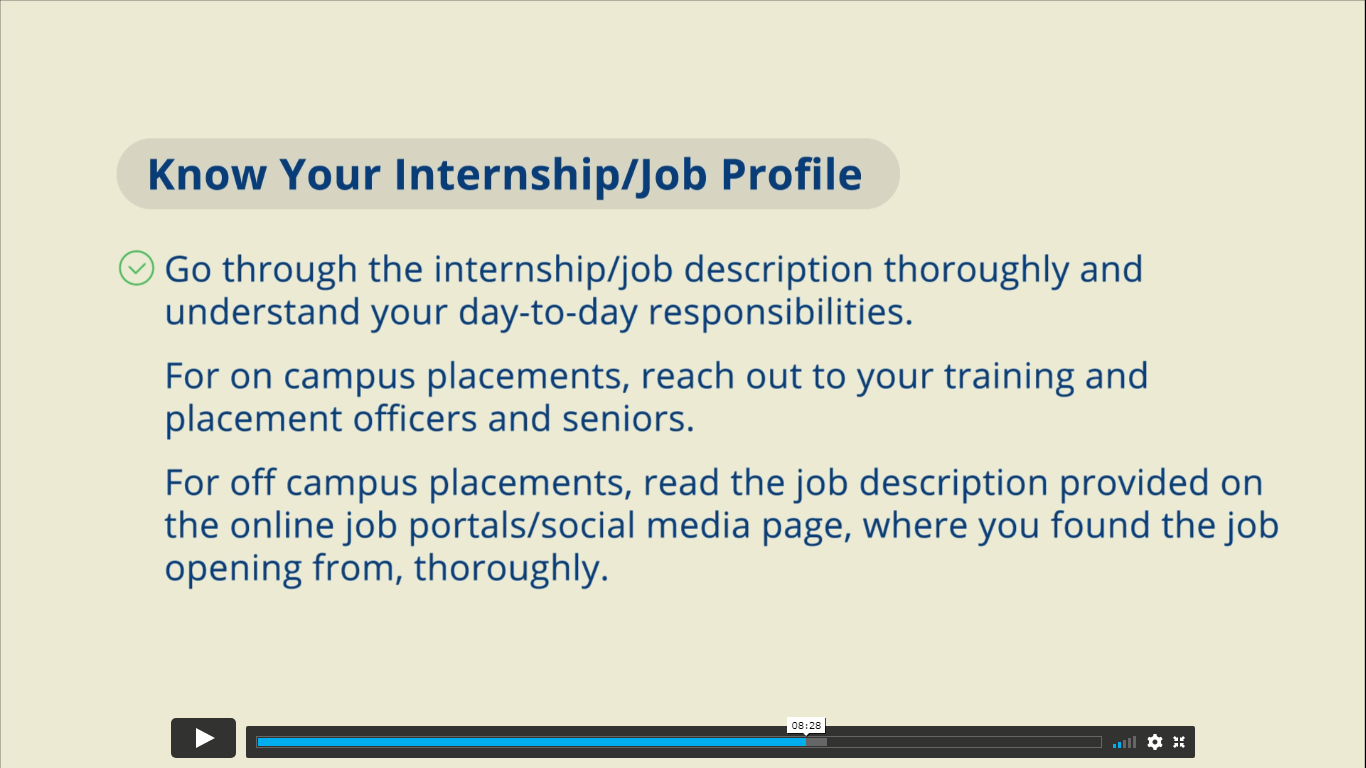 Know Your Internship/Job Profile
Go through the internship/job description thoroughly and
understand your day-to-day responsibilities.
For on campus placements, reach out to your training and
placement officers and seniors.
For off campus placements, read the job description provided on
the online job portals/social media page, where you found the job
opening from, thoroughly.
08:28